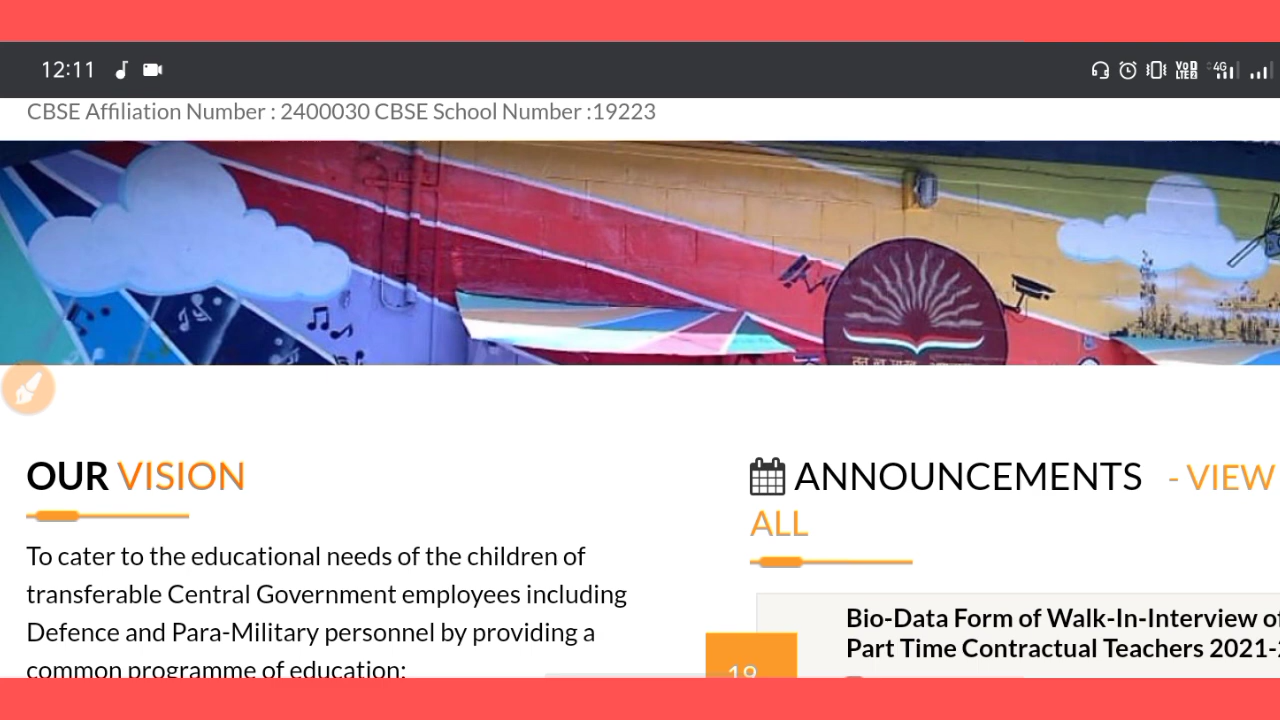 12:11
4G
CBSE Affiliation Number : 2400030 CBSE School Number :19223
OUR VISION
To cater to the educational needs of the children of
transferable Central Government employees including
Defence and Para-Military personnel by providing a
common programme of education;
ANNOUNCEMENTS - VIEW
ALL
19
Bio-Data Form of Walk-In-Interview of
Part Time Contractual Teachers 2021-